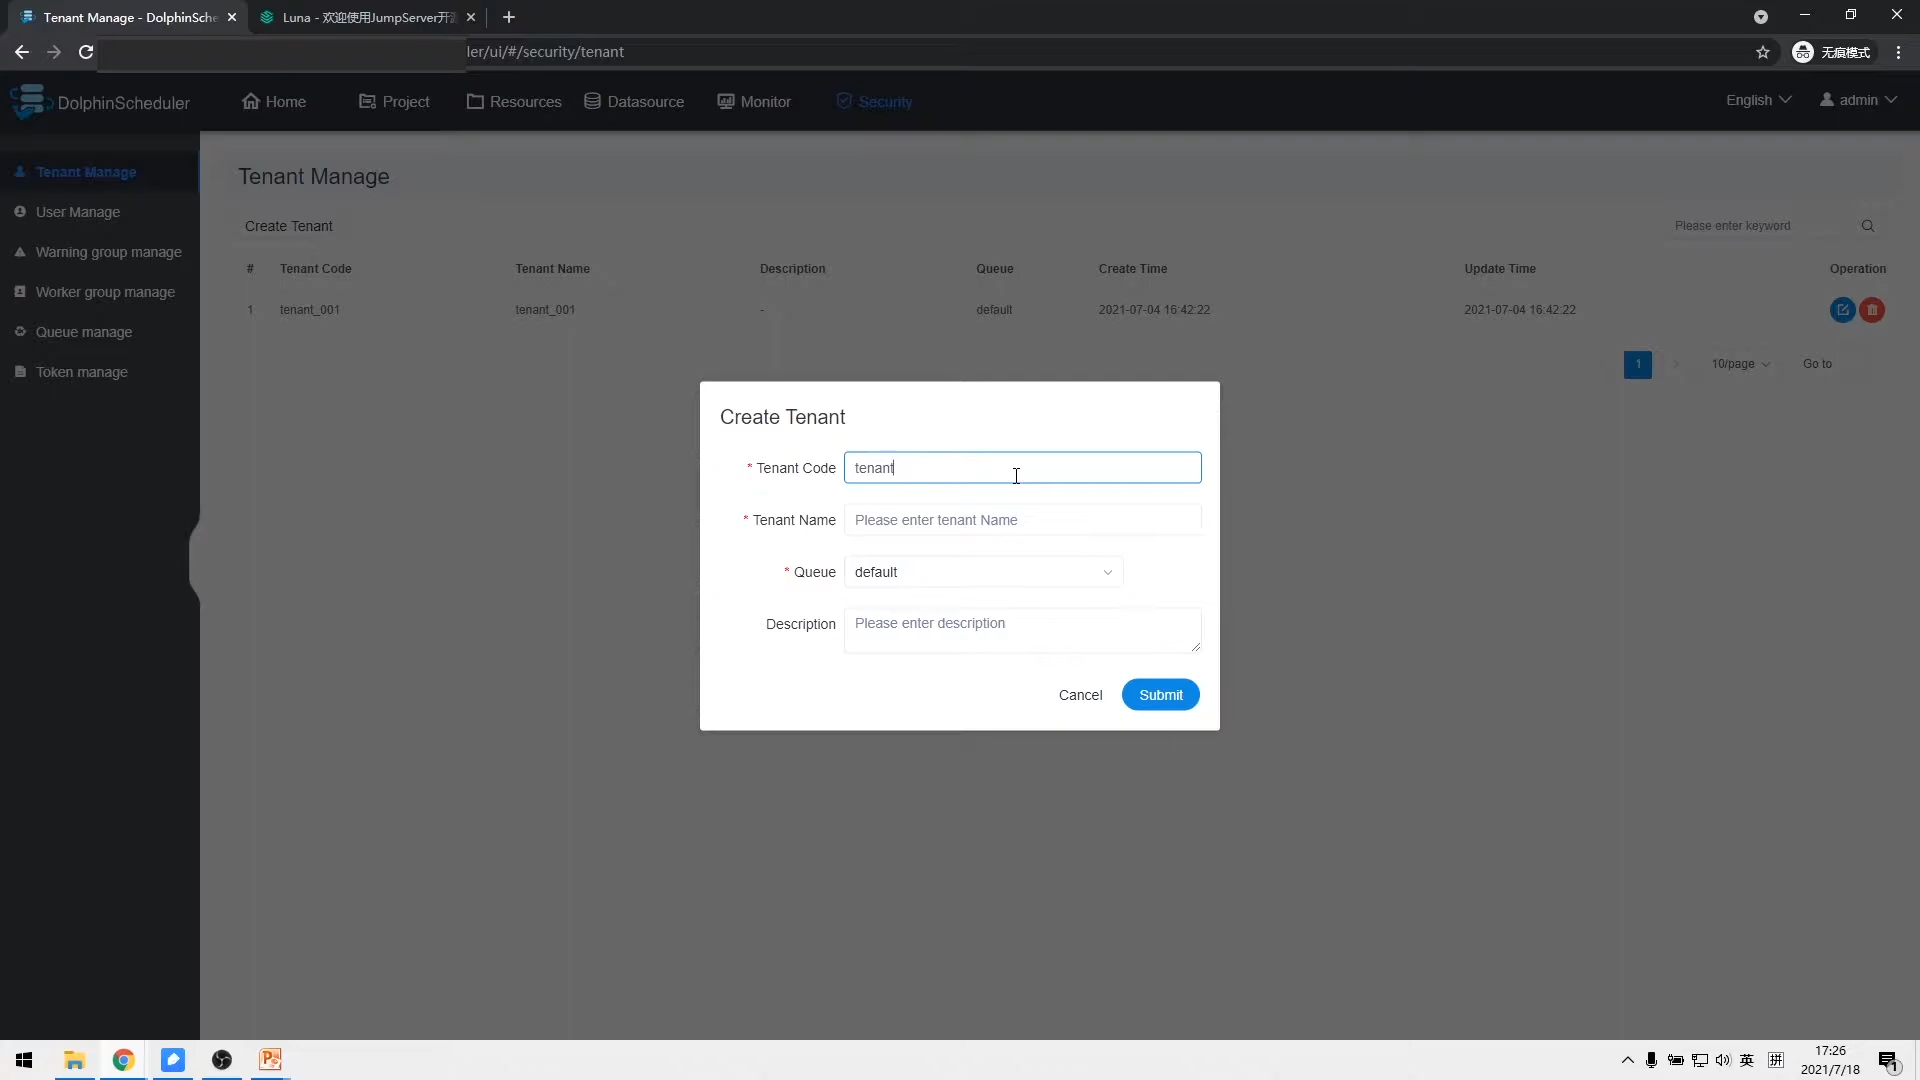 Tenant Manage - DolphinSche
Luna - 欢迎使用JumpServer开源
ler/ui/#/security/tenant
无痕模式
DolphinScheduler
Home
Project
Resources
Datasource
Monitor
Security
English
admin
Tenant Manage
User Manage
Warning group manage
Worker group manage
Queue manage
Token manage
Tenant Manage
Create Tenant
Please enter keyword
# Tenant Code Tenant Name Description Queue Create Time Update Time Operation
1 tenant_001 tenant_001 - default 2021-07-04 16:42:22 2021-07-04 16:42:22
1 10/page Go to
Create Tenant
* Tenant Code tenant
* Tenant Name Please enter tenant Name
* Queue default
Description Please enter description
Cancel Submit
英
拼
17:26
2021/7/18
1